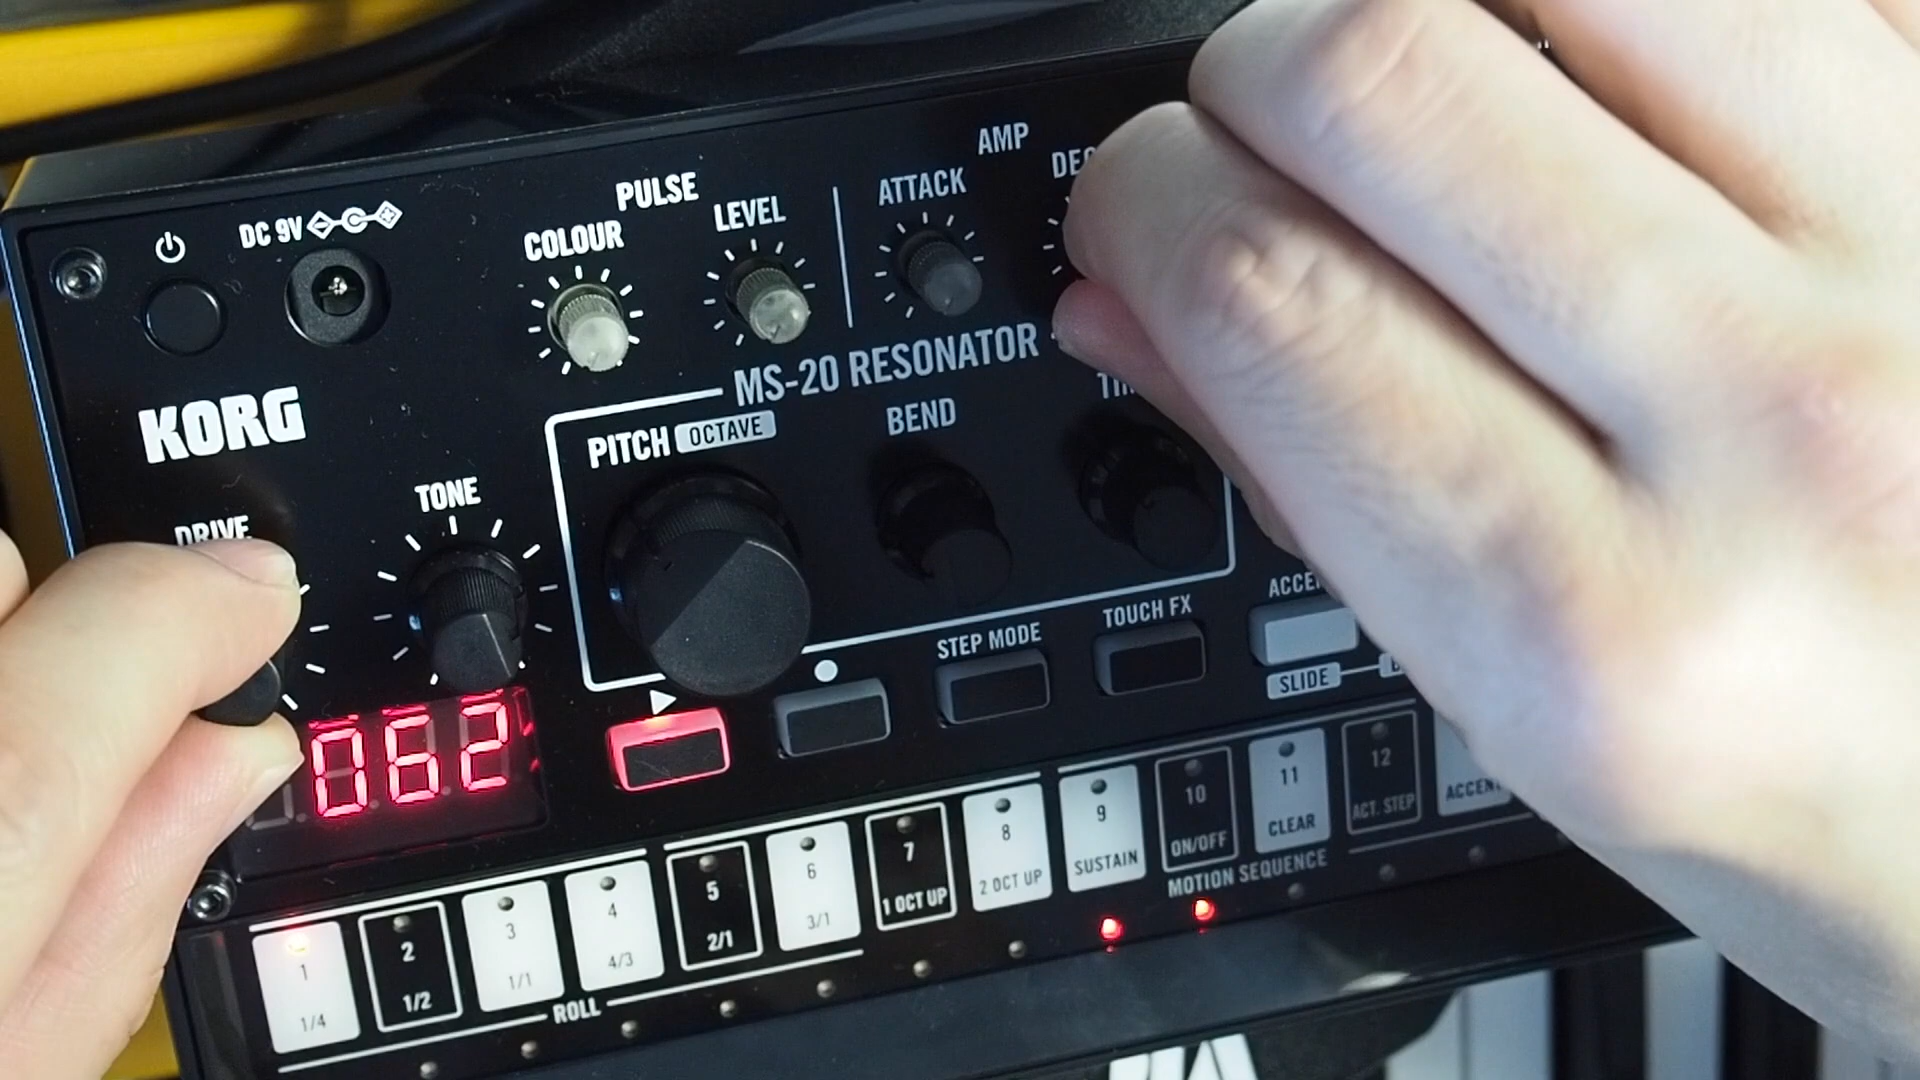 AMP
PULSE
ATTACK
DC 9V
COLOUR
LEVEL
MS-20 RESONATOR
KORG
PITCH OCTAVE
BEND
TONE
DRIVE
TOUCH FX
STEP MODE
SLIDE
062
1 1/4
2 1/2
3 1/1
4 4/3
5 2/1
6 3/1
7 1 OCT UP
8 2 OCT UP
9 SUSTAIN
10 ON/OFF
11 CLEAR
12 ACT. STEP
ACCENT
MOTION SEQUENCE
ROLL